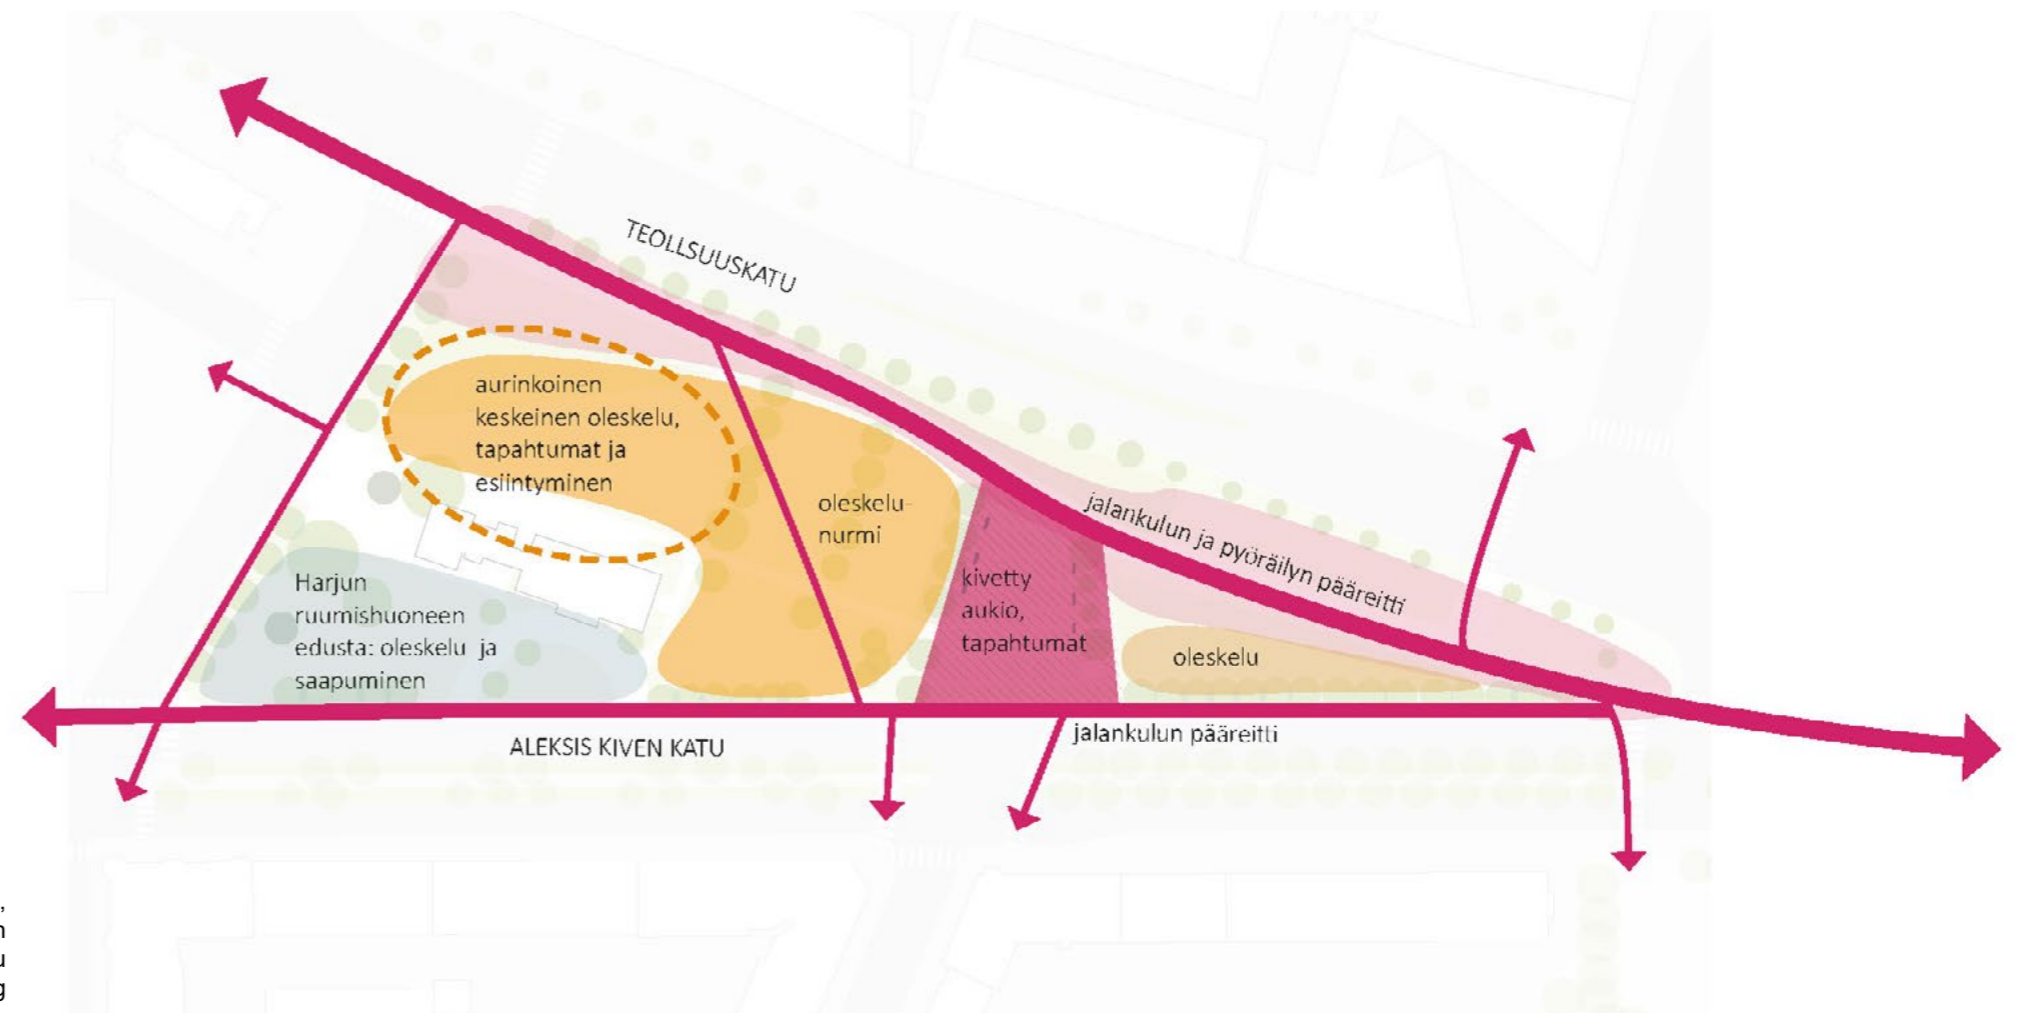 TEOLLSUUSKATU
aurinkoinen
keskeinen oleskelu,
tapahtumat ja
esiintyminen
oleskelu-
nurmi
jalankulun ja pyöräilyn pääreitti
kivetty
aukio,
tapahtumat
Harjun
ruumishuoneen
edusta: oleskelu ja
saapuminen
oleskelu
jalankulun pääreitti
ALEKSIS KIVEN KATU
,
n
u
g